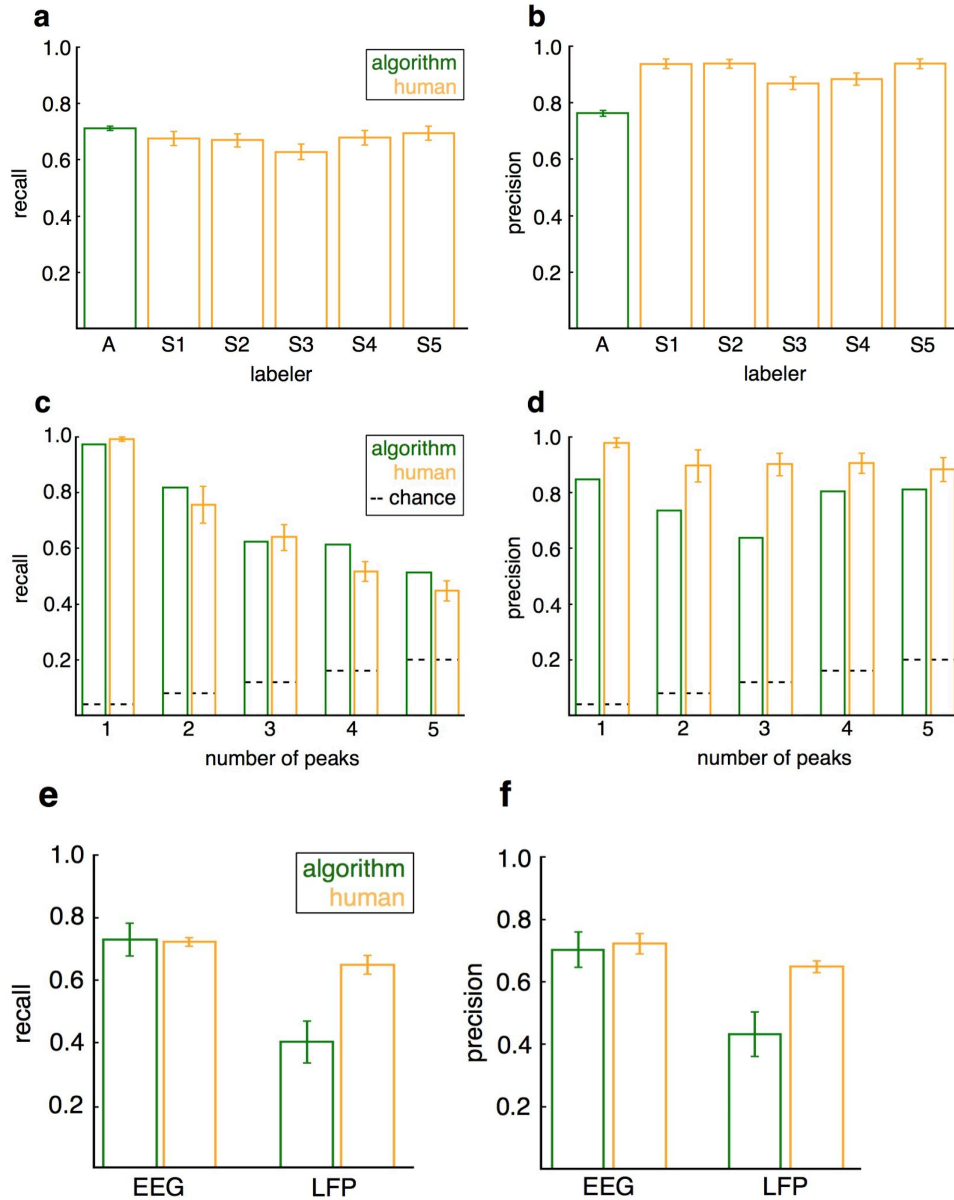 a
1.0
0.8
0.6
0.4
0.2
recall
algorithm
human
A S1 S2 S3 S4 S5
labeler
b
1.0
0.8
0.6
0.4
0.2
precision
A S1 S2 S3 S4 S5
labeler
c
1.0
0.8
0.6
0.4
0.2
recall
algorithm
human
-- chance
1 2 3 4 5
number of peaks
d
1.0
0.8
0.6
0.4
0.2
precision
1 2 3 4 5
number of peaks
e
1.0
0.8
0.6
0.4
0.2
recall
algorithm
human
EEG LFP
f
1.0
0.8
0.6
0.4
0.2
precision
EEG LFP